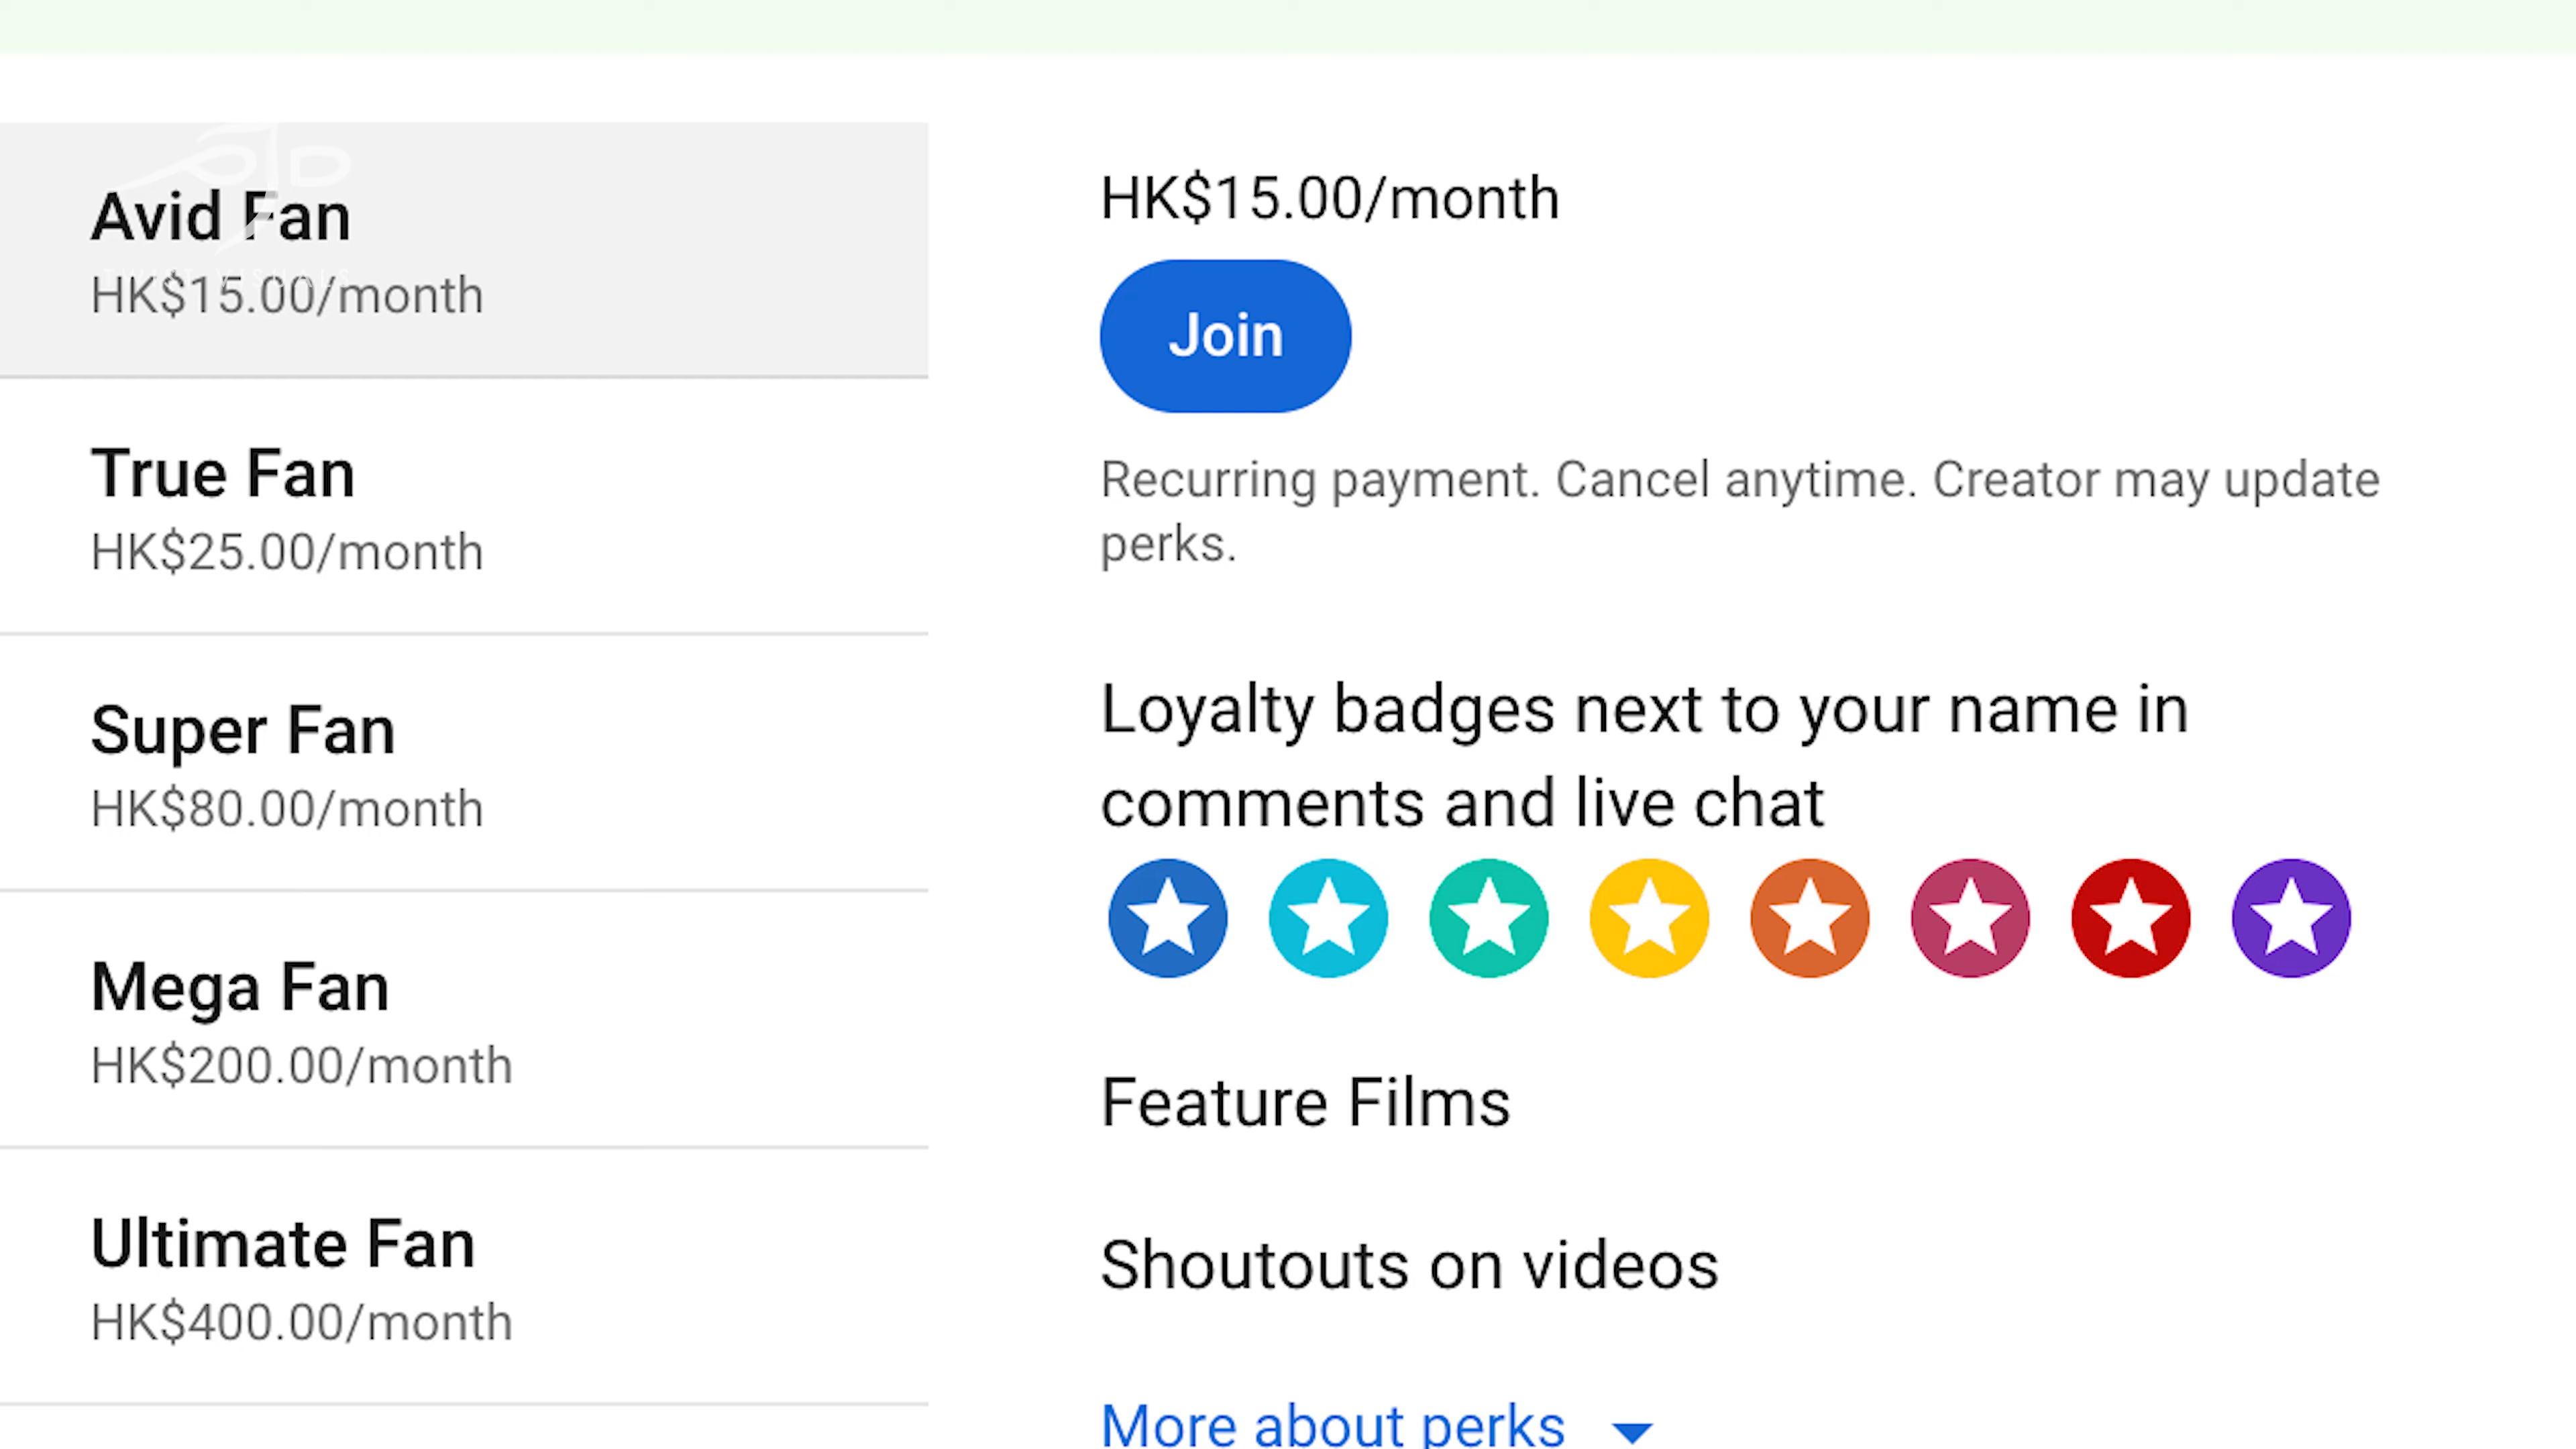 Avid Fan
HK$15.00/month
True Fan
HK$25.00/month
Super Fan
HK$80.00/month
Mega Fan
HK$200.00/month
Ultimate Fan
HK$400.00/month
HK$15.00/month
Join
Recurring payment. Cancel anytime. Creator may update
perks.
Loyalty badges next to your name in
comments and live chat
Feature Films
Shoutouts on videos
More about perks